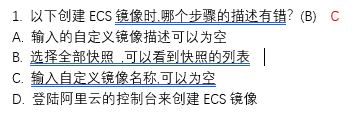 1. 以下创建 ECS 镜像时,哪个步骤的描述有错? (B) C
A. 输入的自定义镜像描述可以为空
B. 选择全部快照 ,可以看到快照的列表
C. 输入自定义镜像名称,可以为空
D. 登陆阿里云的控制台来创建 ECS 镜像